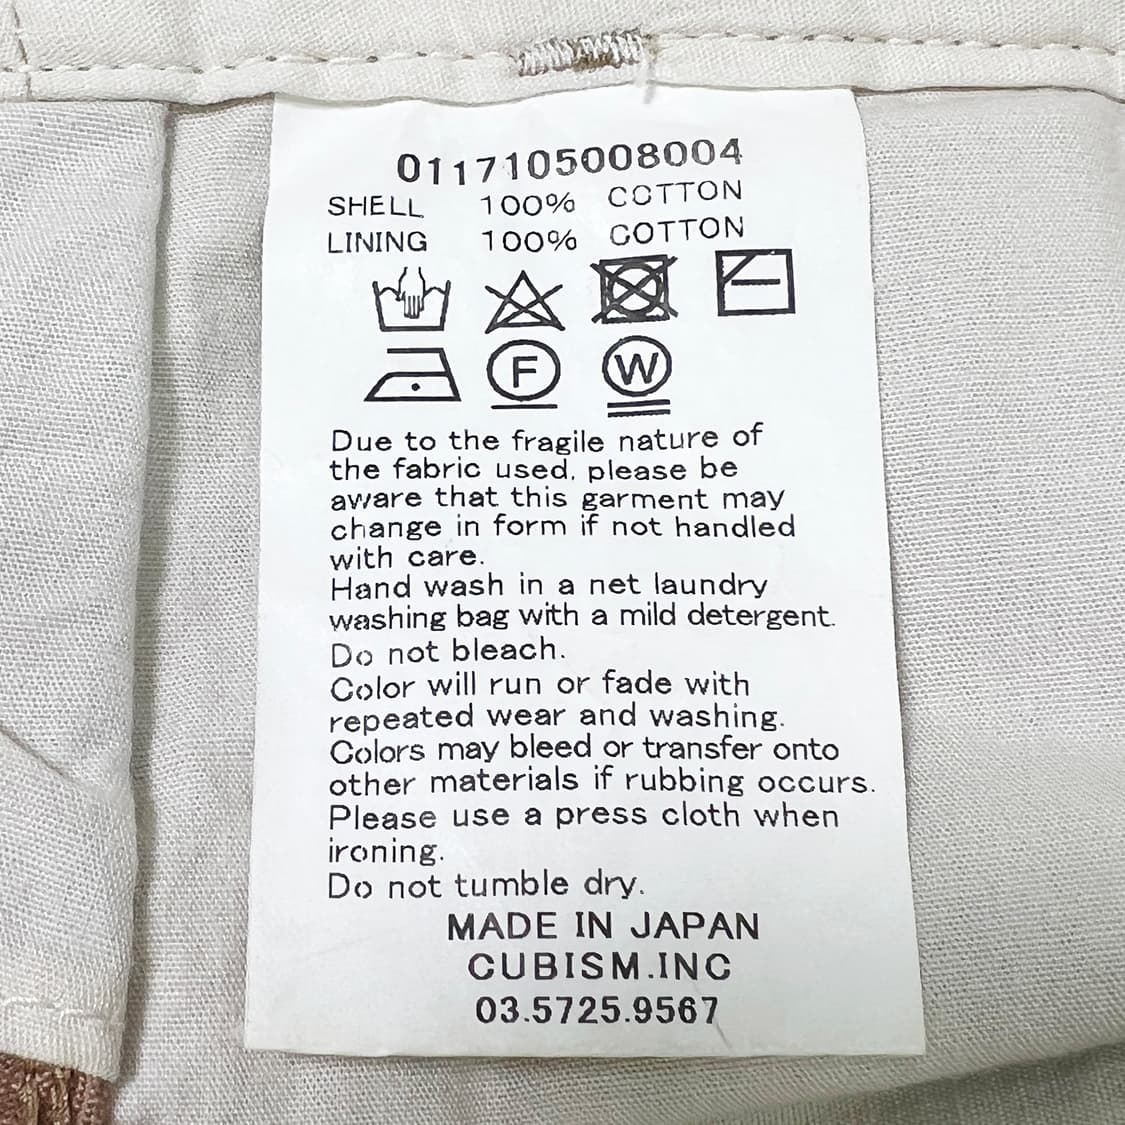 0117105008004
SHELL 100% COTTON
LINING 100% COTTON
F W
Due to the fragile nature of
the fabric used, please be
aware that this garment may
change in form if not handled
with care.
Hand wash in a net laundry
washing bag with a mild detergent.
Do not bleach.
Color will run or fade with
repeated wear and washing.
Colors may bleed or transfer onto
other materials if rubbing occurs.
Please use a press cloth when
ironing.
Do not tumble dry.
MADE IN JAPAN
CUBISM.INC
03.5725.9567